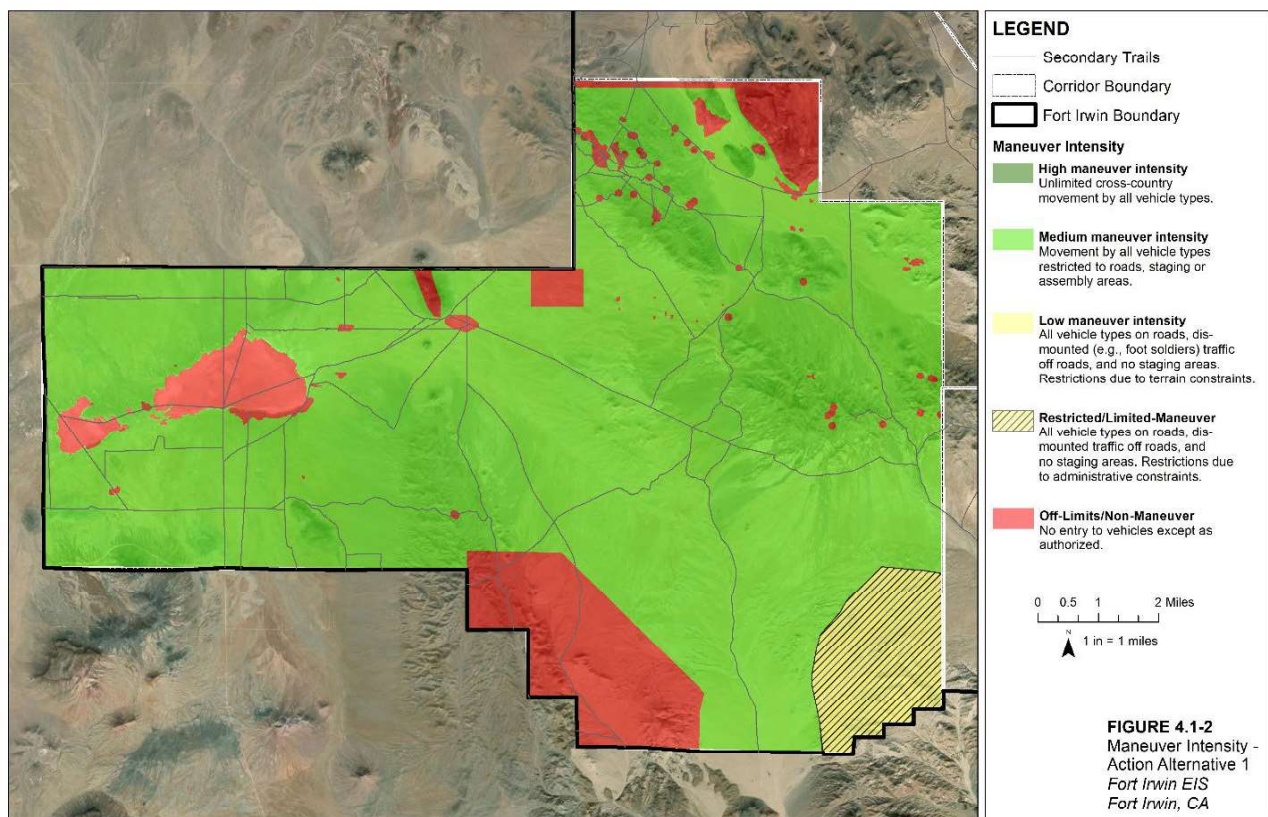 LEGEND
Secondary Trails
Corridor Boundary
Fort Irwin Boundary
Maneuver Intensity
High maneuver intensity
Unlimited cross-country
movement by all vehicle types.
Medium maneuver intensity
Movement by all vehicle types
restricted to roads, staging or
assembly areas.
Low maneuver intensity
All vehicle types on roads, dis-
mounted (e.g., foot soldiers) traffic
off roads, and no staging areas.
Restrictions due to terrain constraints.
Restricted/Limited-Maneuver
All vehicle types on roads, dis-
mounted traffic off roads, and
no staging areas. Restrictions due
to administrative constraints.
Off-Limits/Non-Maneuver
No entry to vehicles except as
authorized.
0 0.5 1 2 Miles
N
1 in = 1 miles
FIGURE 4.1-2
Maneuver Intensity -
Action Alternative 1
Fort Irwin EIS
Fort Irwin, CA